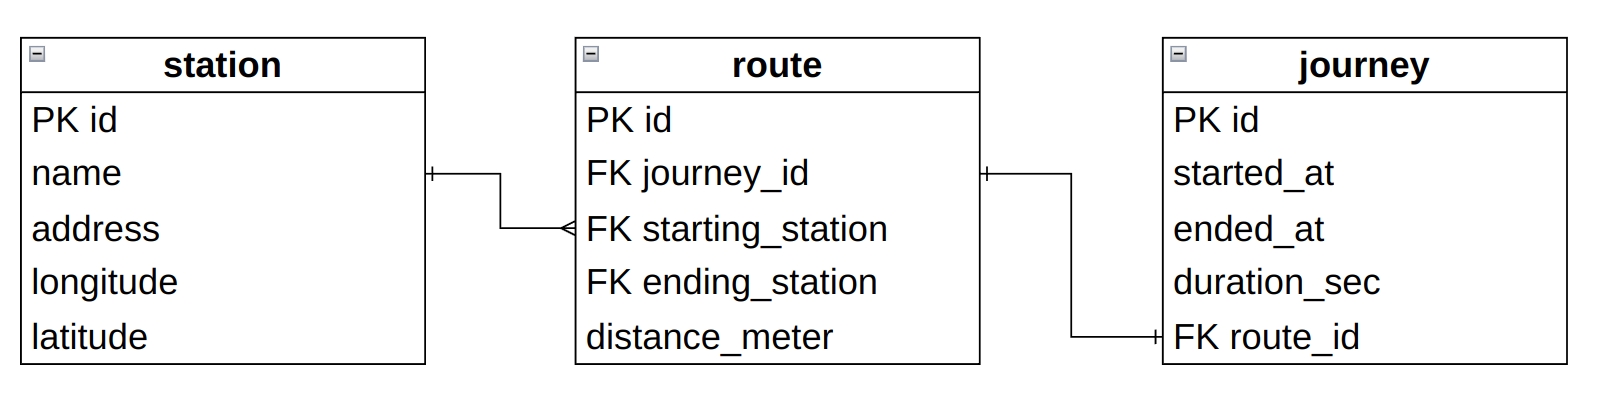 station
PK id
name
address
longitude
latitude
route
PK id
FK journey_id
FK starting_station
FK ending_station
distance_meter
journey
PK id
started_at
ended_at
duration_sec
FK route_id